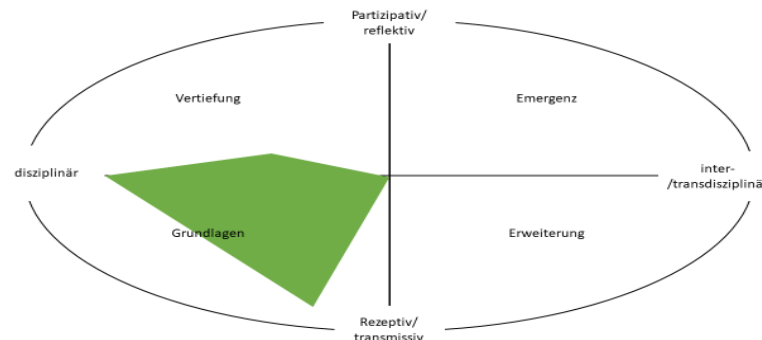 Partizipativ/
reflektiv
Vertiefung
Emergenz
disziplinär
inter-
/transdisziplinä
Grundlagen
Erweiterung
Rezeptiv/
transmissiv